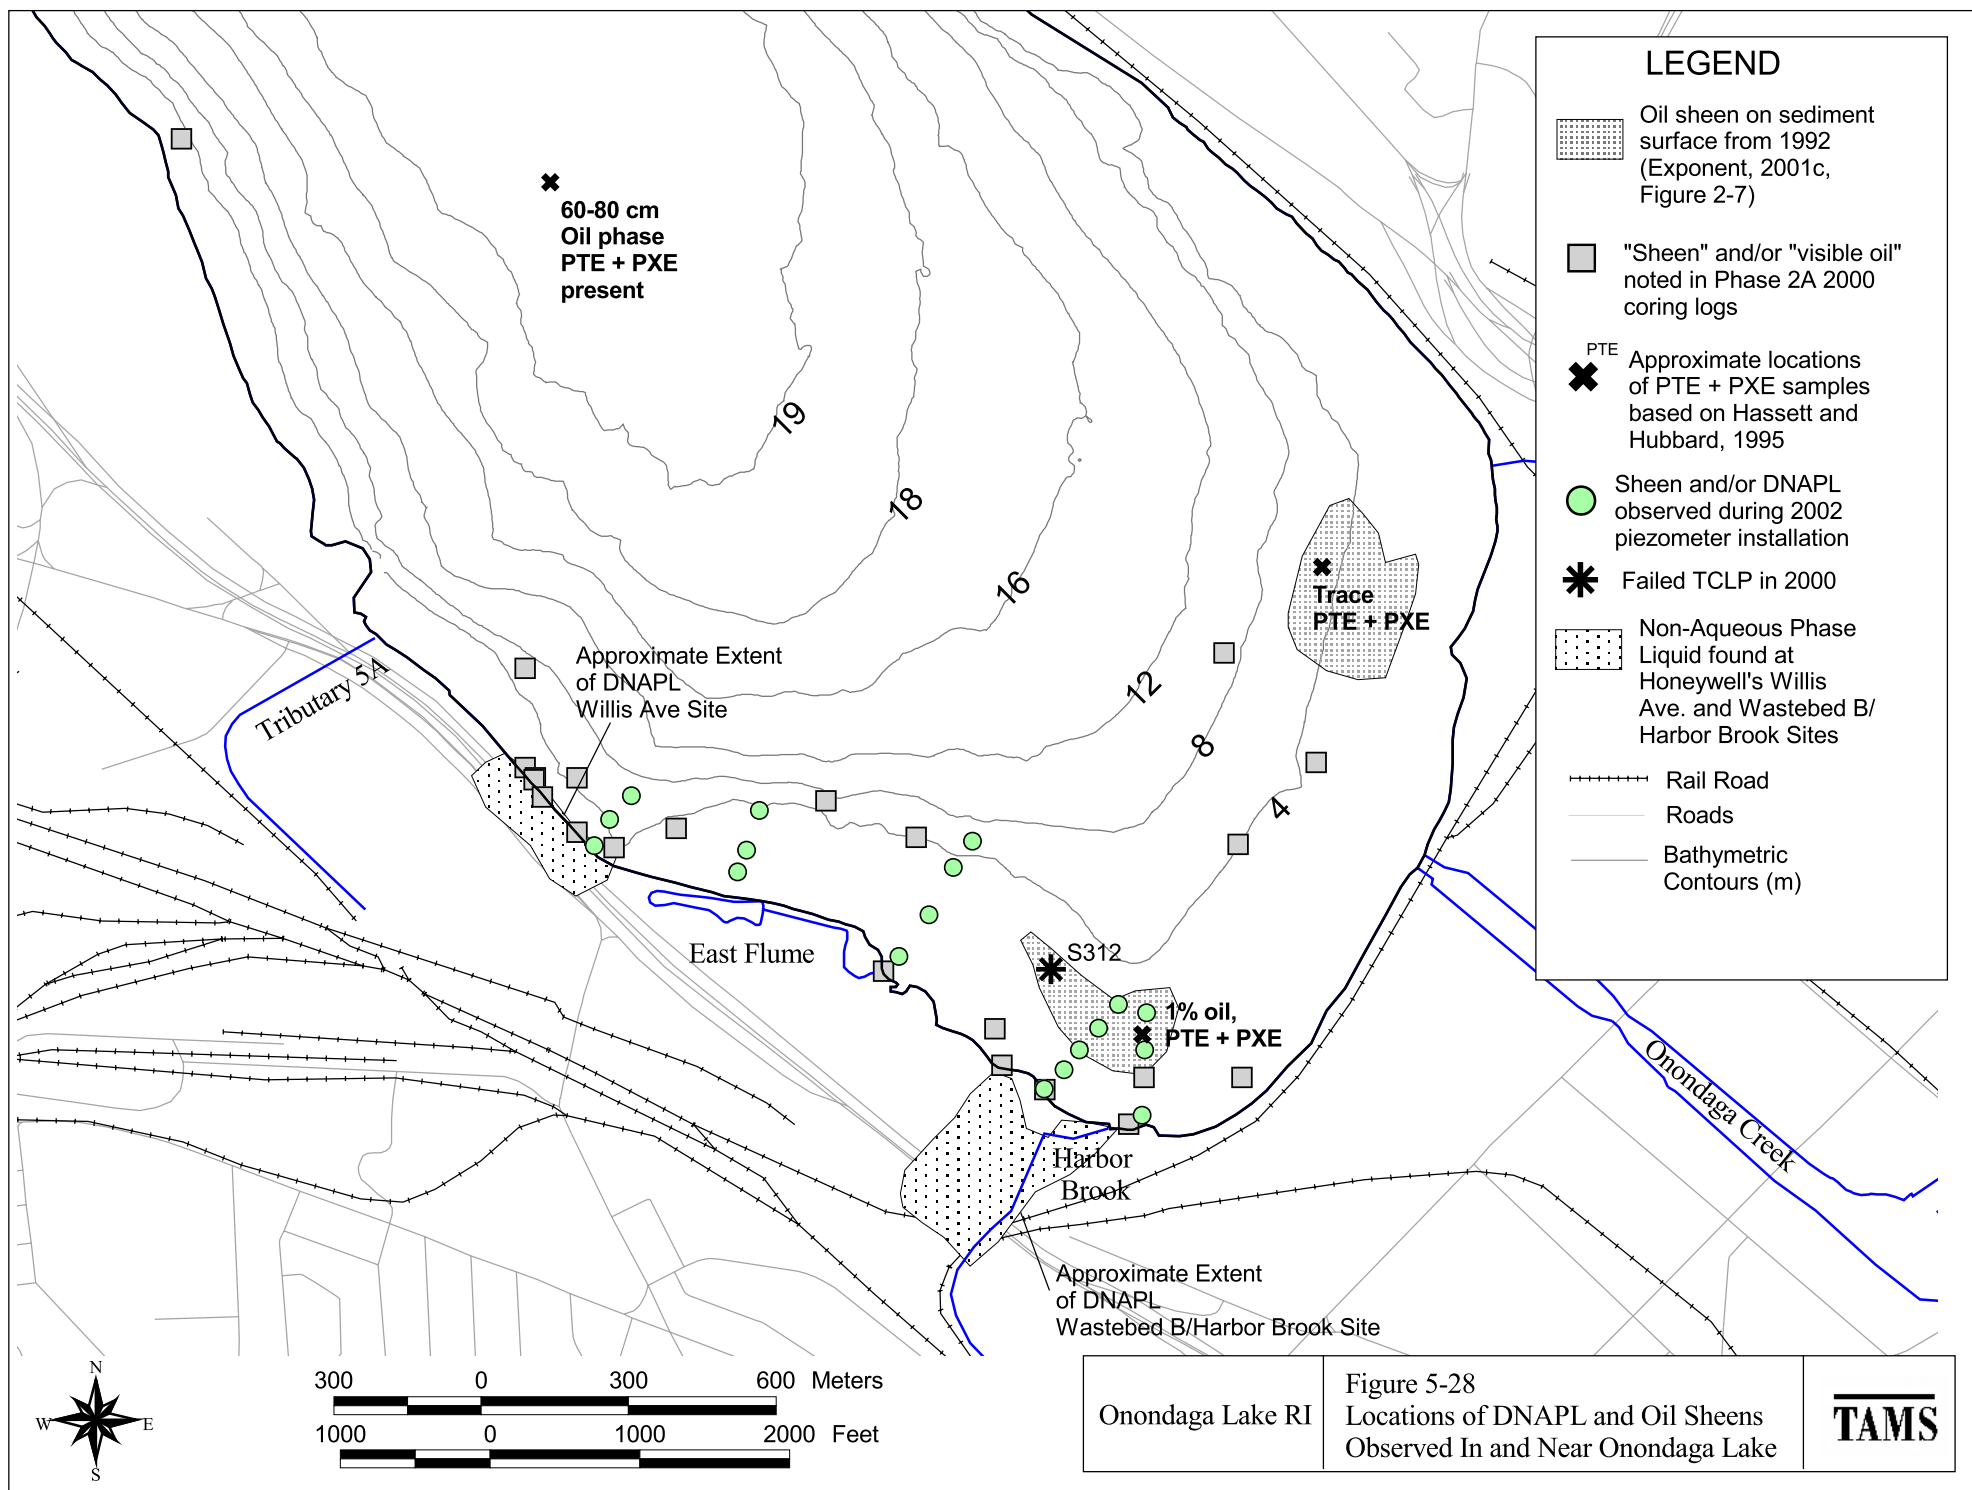 LEGEND
Oil sheen on sediment
surface from 1992
(Exponent, 2001c,
Figure 2-7)
"Sheen" and/or "visible oil"
noted in Phase 2A 2000
coring logs
PTE
Approximate locations
of PTE + PXE samples
based on Hassett and
Hubbard, 1995
Sheen and/or DNAPL
observed during 2002
piezometer installation
Failed TCLP in 2000
Non-Aqueous Phase
Liquid found at
Honeywell's Willis
Ave. and Wastebed B/
Harbor Brook Sites
Rail Road
Roads
Bathymetric
Contours (m)
60-80 cm
Oil phase
PTE + PXE
present
19
18
16
12
8
4
Trace
PTE + PXE
Approximate Extent
of DNAPL
Willis Ave Site
Tributary 5A
East Flume
S312
1% oil,
PTE + PXE
Harbor
Brook
Onondaga Creek
Approximate Extent
of DNAPL
Wastebed B/Harbor Brook Site
N
W
E
S
300 0 300 600 Meters
1000 0 1000 2000 Feet
Onondaga Lake RI
Figure 5-28
Locations of DNAPL and Oil Sheens
Observed In and Near Onondaga Lake
TAMS